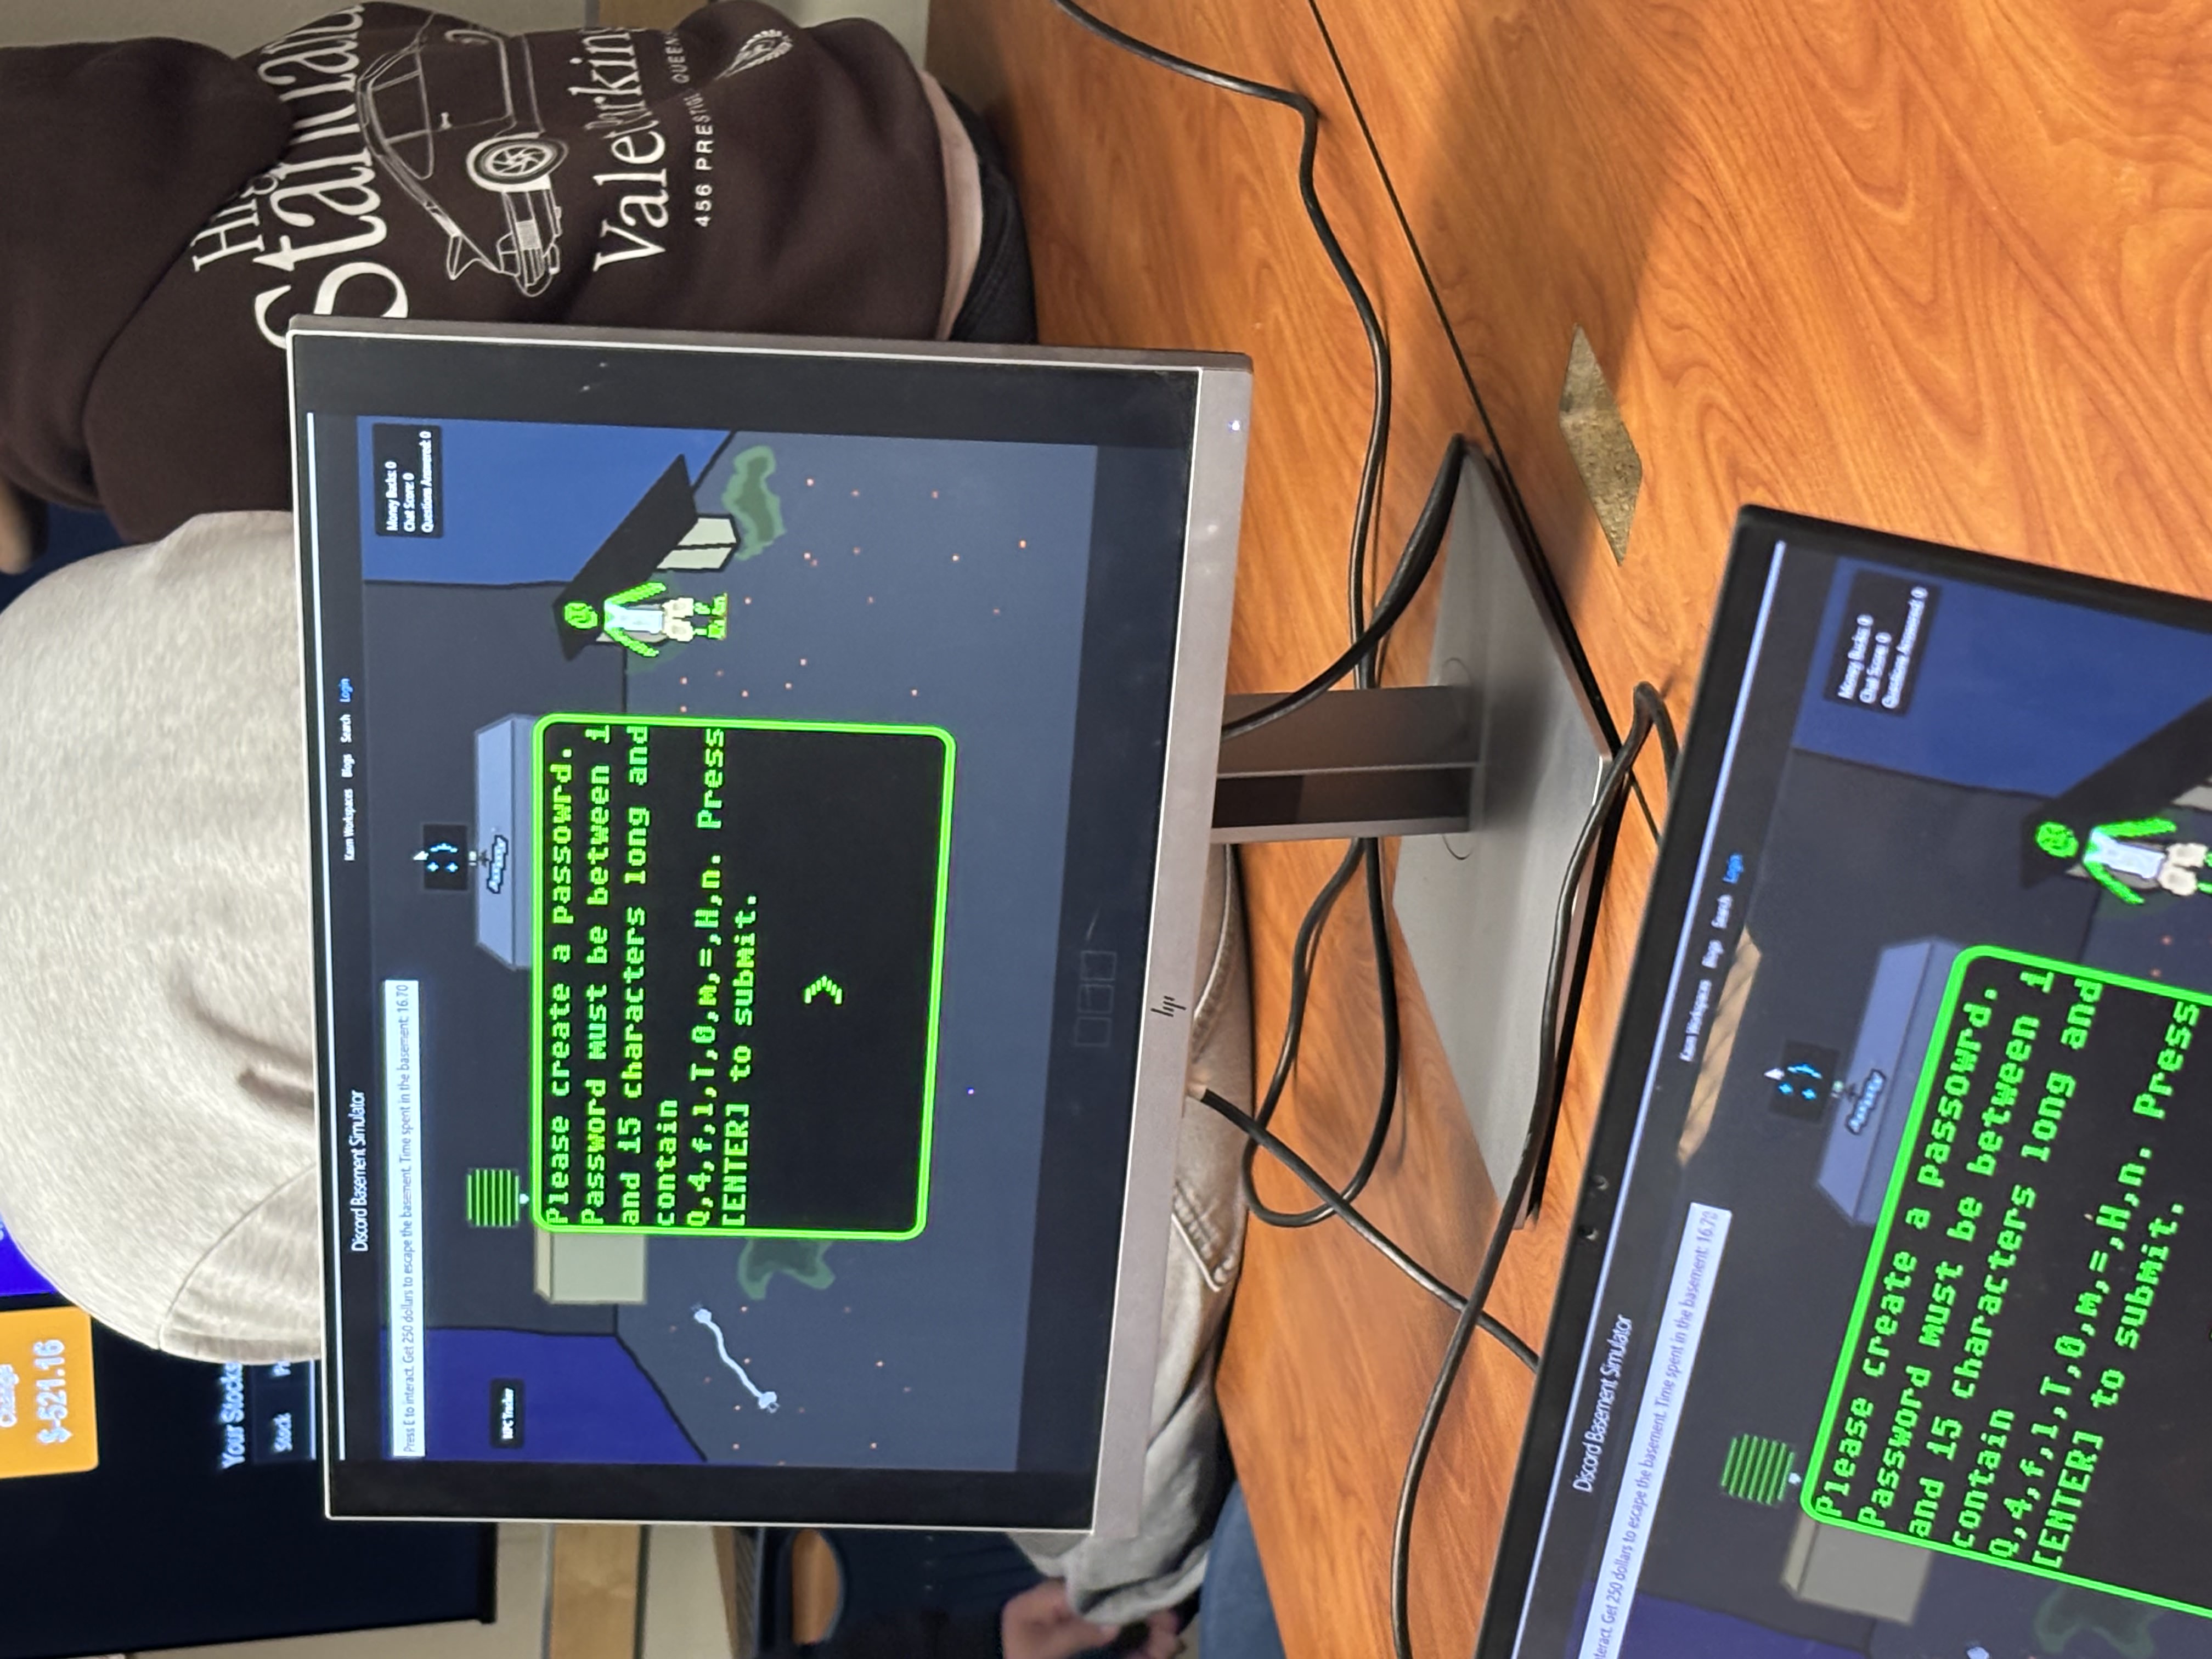 Change
$-521.16
Your Stocks
Stock
Discord Basement Simulator
Kasm Workspaces Blogs Search Login
Press E to interact. Get 250 dollars to escape the basement. Time spent in the basement: 16.70
Money Bucks: 0
Chat Score: 0
Questions Answered: 0
NPC Tracker
Please create a passowrd.
Password must be between 1
and 15 characters long and
contain
Q,4,f,l,T,0,m,=,H,n. Press
[ENTER] to submit.
>
hp
Valet
456 PRESTIGE QUEEN
Discord Basement Simulator
Kasm Workspaces Blogs Search Login
teract. Get 250 dollars to escape the basement. Time spent in the basement: 16.72
Money Bucks: 0
Chat Score: 0
Questions Answered: 0
Please create a passowrd.
Password must be between 1
and 15 characters long and
contain
Q,4,f,l,T,0,m,=,H,n. Press
[ENTER] to submit.